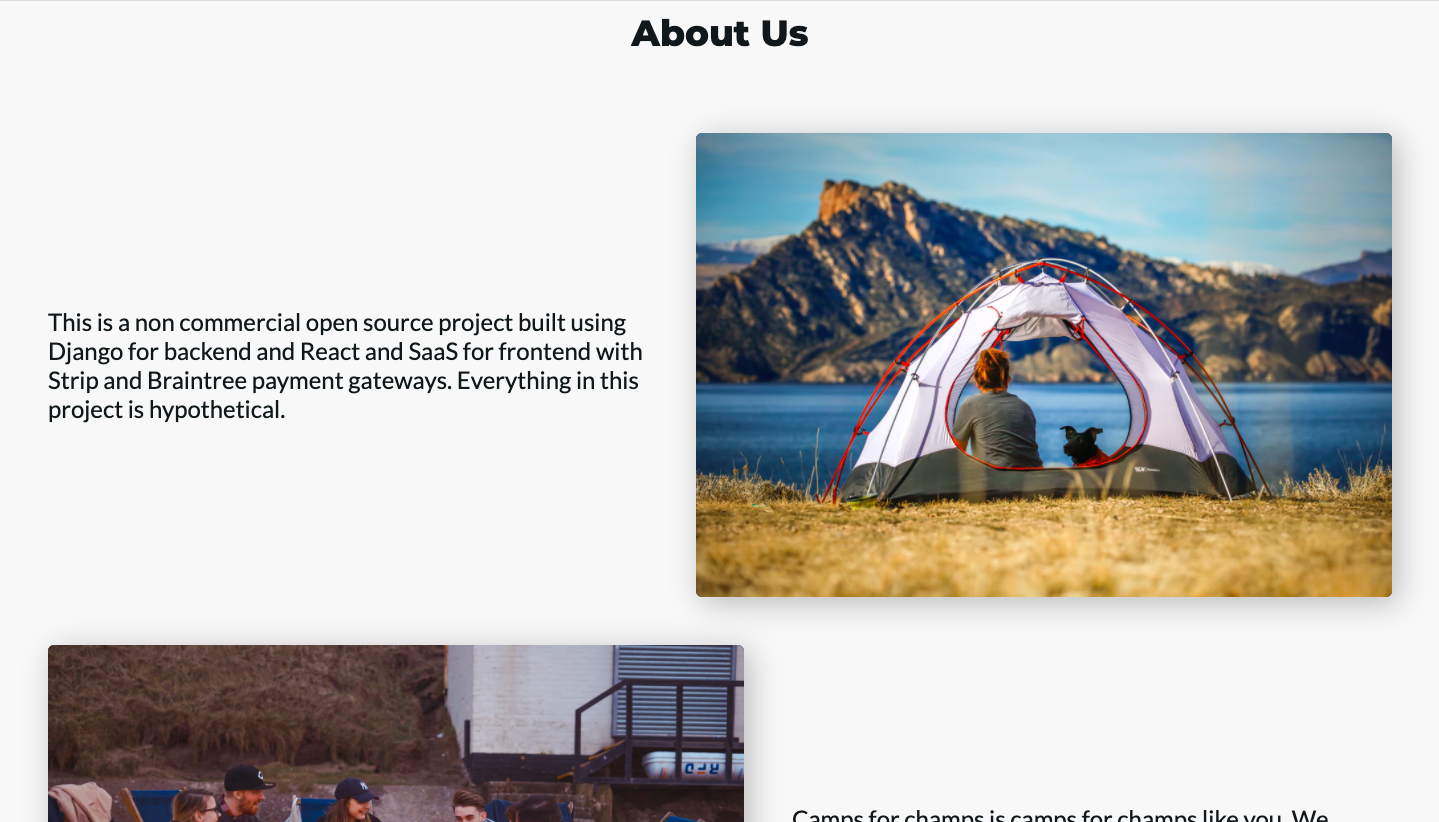 About Us
This is a non commercial open source project built using
Django for backend and React and SaaS for frontend with
Strip and Braintree payment gateways. Everything in this
project is hypothetical.
Camps for champs is camps for champs like you. We